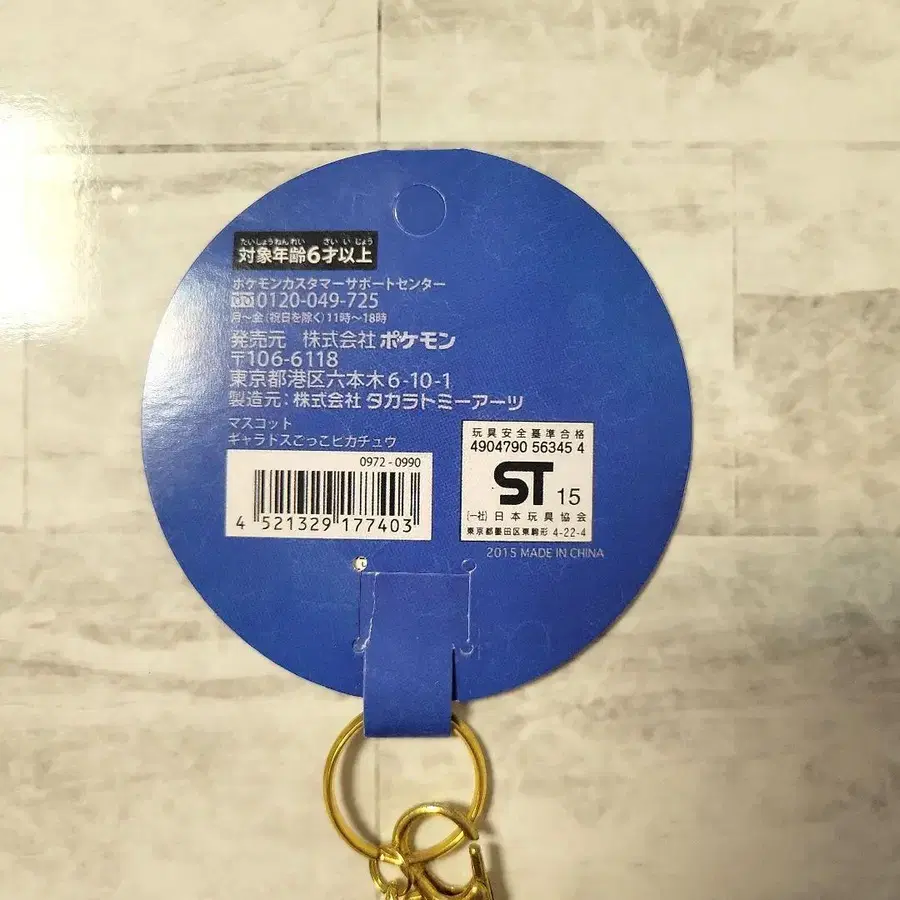 たいしょうねんれい ざいいじょう
対象年齢6才以上
ポケモンカスタマーサポートセンター
0120-049-725
月~金(祝日を除く)11時~18時
発売元 株式会社 ポケモン
〒106-6118
東京都港区六本木6-10-1
製造元:株式会社 タカラトミーアーツ
マスコット
ギャラドスごっこピカチュウ
0972-0990
4 521329 177403
玩具安全基準合格
4904790 56345 4
ST 15
(一社)日本玩具協会
東京都墨田区東駒形 4-22-4
2015 MADE IN CHINA